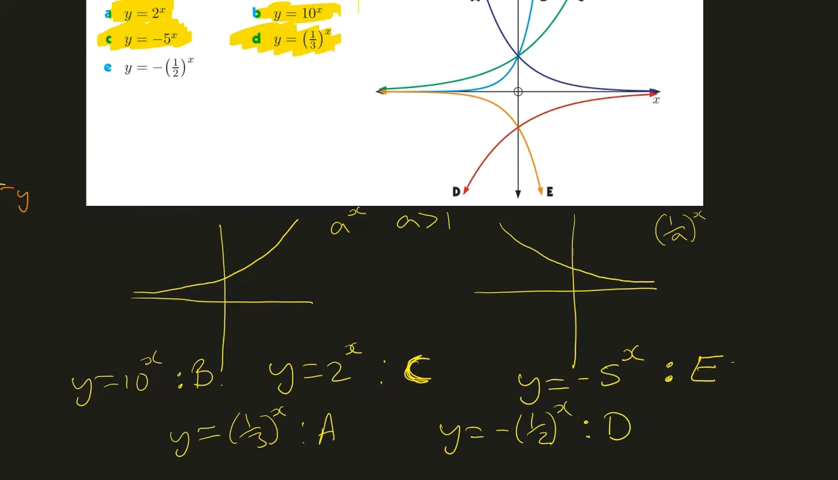 a y = 2^x b y = 10^x
c y = −5^x d y = (1/3)^x
e y = −(1/2)^x
x
D E
= y
a^x a>1 (1/a)^x
y=10^x : B. y=2^x : C y=-5^x : E
y=(1/3)^x : A y=-(1/2)^x : D